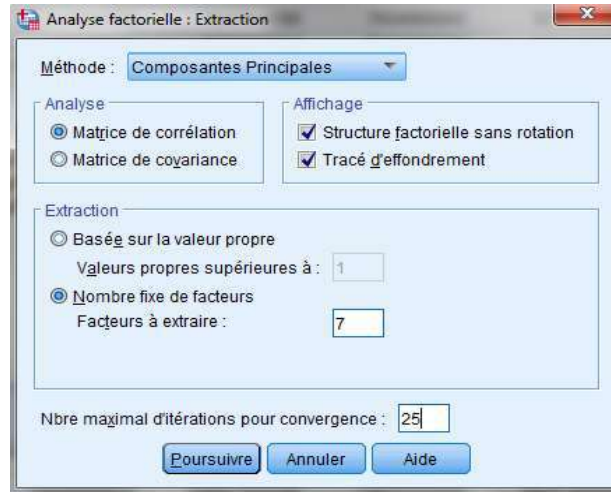 Analyse factorielle : Extraction
Méthode : Composantes Principales
Analyse
Matrice de corrélation
Matrice de covariance
Affichage
Structure factorielle sans rotation
Tracé d'effondrement
Extraction
Basée sur la valeur propre
Valeurs propres supérieures à : 1
Nombre fixe de facteurs
Facteurs à extraire : 7
Nbre maximal d'itérations pour convergence : 25
Poursuivre Annuler Aide